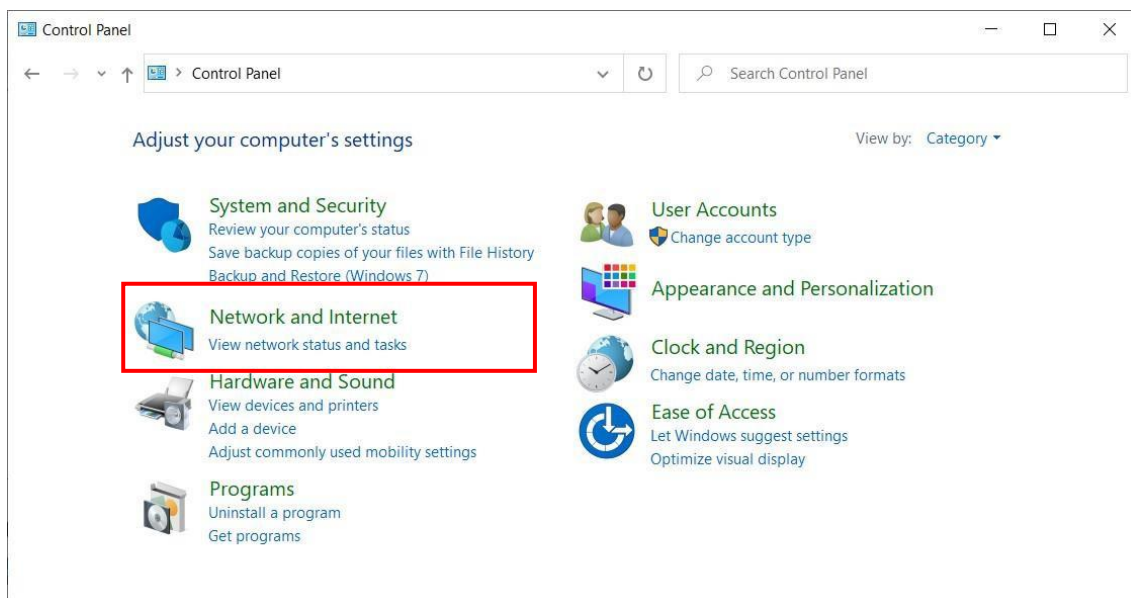 Control Panel
Control Panel
Search Control Panel
Adjust your computer's settings
View by: Category
System and Security
Review your computer's status
Save backup copies of your files with File History
Backup and Restore (Windows 7)
Network and Internet
View network status and tasks
Hardware and Sound
View devices and printers
Add a device
Adjust commonly used mobility settings
Programs
Uninstall a program
Get programs
User Accounts
Change account type
Appearance and Personalization
Clock and Region
Change date, time, or number formats
Ease of Access
Let Windows suggest settings
Optimize visual display